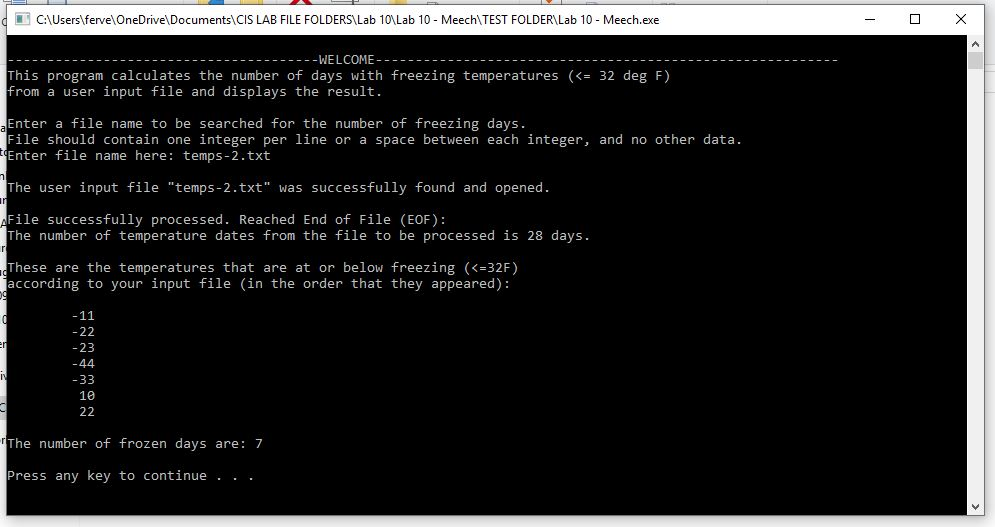 C:\Users\ferve\OneDrive\Documents\CIS LAB FILE FOLDERS\Lab 10\Lab 10 - Meech\TEST FOLDER\Lab 10 - Meech.exe
---------------------------------------WELCOME----------------------------------------------------------
This program calculates the number of days with freezing temperatures (<= 32 deg F)
from a user input file and displays the result.
Enter a file name to be searched for the number of freezing days.
File should contain one integer per line or a space between each integer, and no other data.
Enter file name here: temps-2.txt
The user input file "temps-2.txt" was successfully found and opened.
File successfully processed. Reached End of File (EOF):
The number of temperature dates from the file to be processed is 28 days.
These are the temperatures that are at or below freezing (<=32F)
according to your input file (in the order that they appeared):
-11
-22
-23
-44
-33
10
22
The number of frozen days are: 7
Press any key to continue . . .